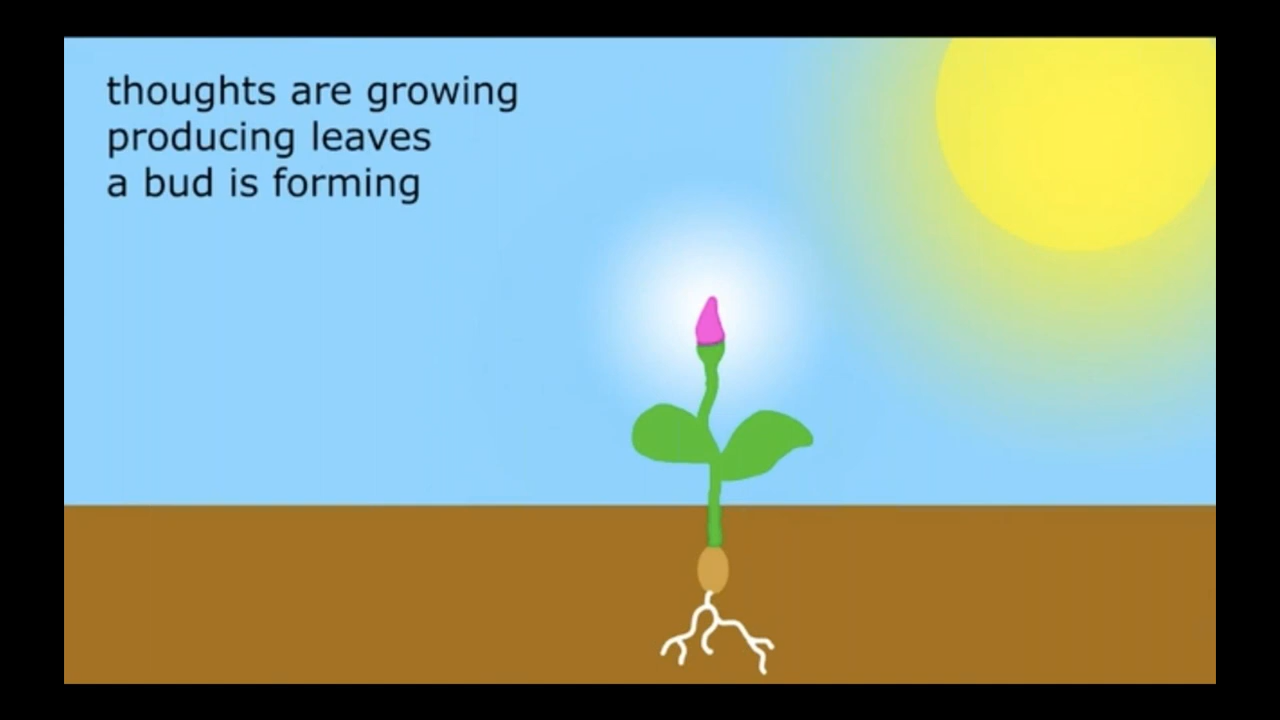 thoughts are growing
producing leaves
a bud is forming